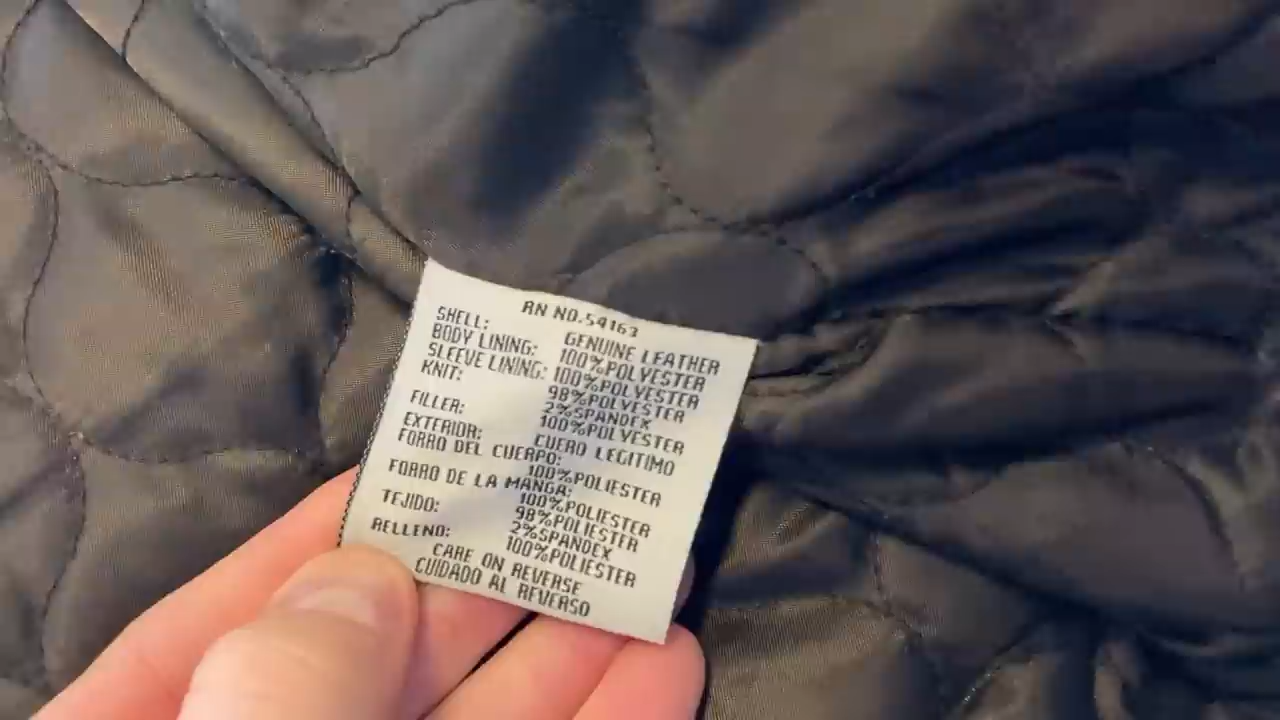 RN NO.54163
SHELL: GENUINE LEATHER
BODY LINING: 100%POLYESTER
SLEEVE LINING: 100%POLYESTER
KNIT: 98%POLYESTER
2%SPANDEX
FILLER: 100%POLYESTER
EXTERIOR: CUERO LEGITIMO
FORRO DEL CUERPO:
100%POLIESTER
FORRO DE LA MANGA:
100%POLIESTER
TEJIDO: 98%POLIESTER
2%SPANDEX
RELLENO: 100%POLIESTER
CARE ON REVERSE
CUIDADO AL REVERSO